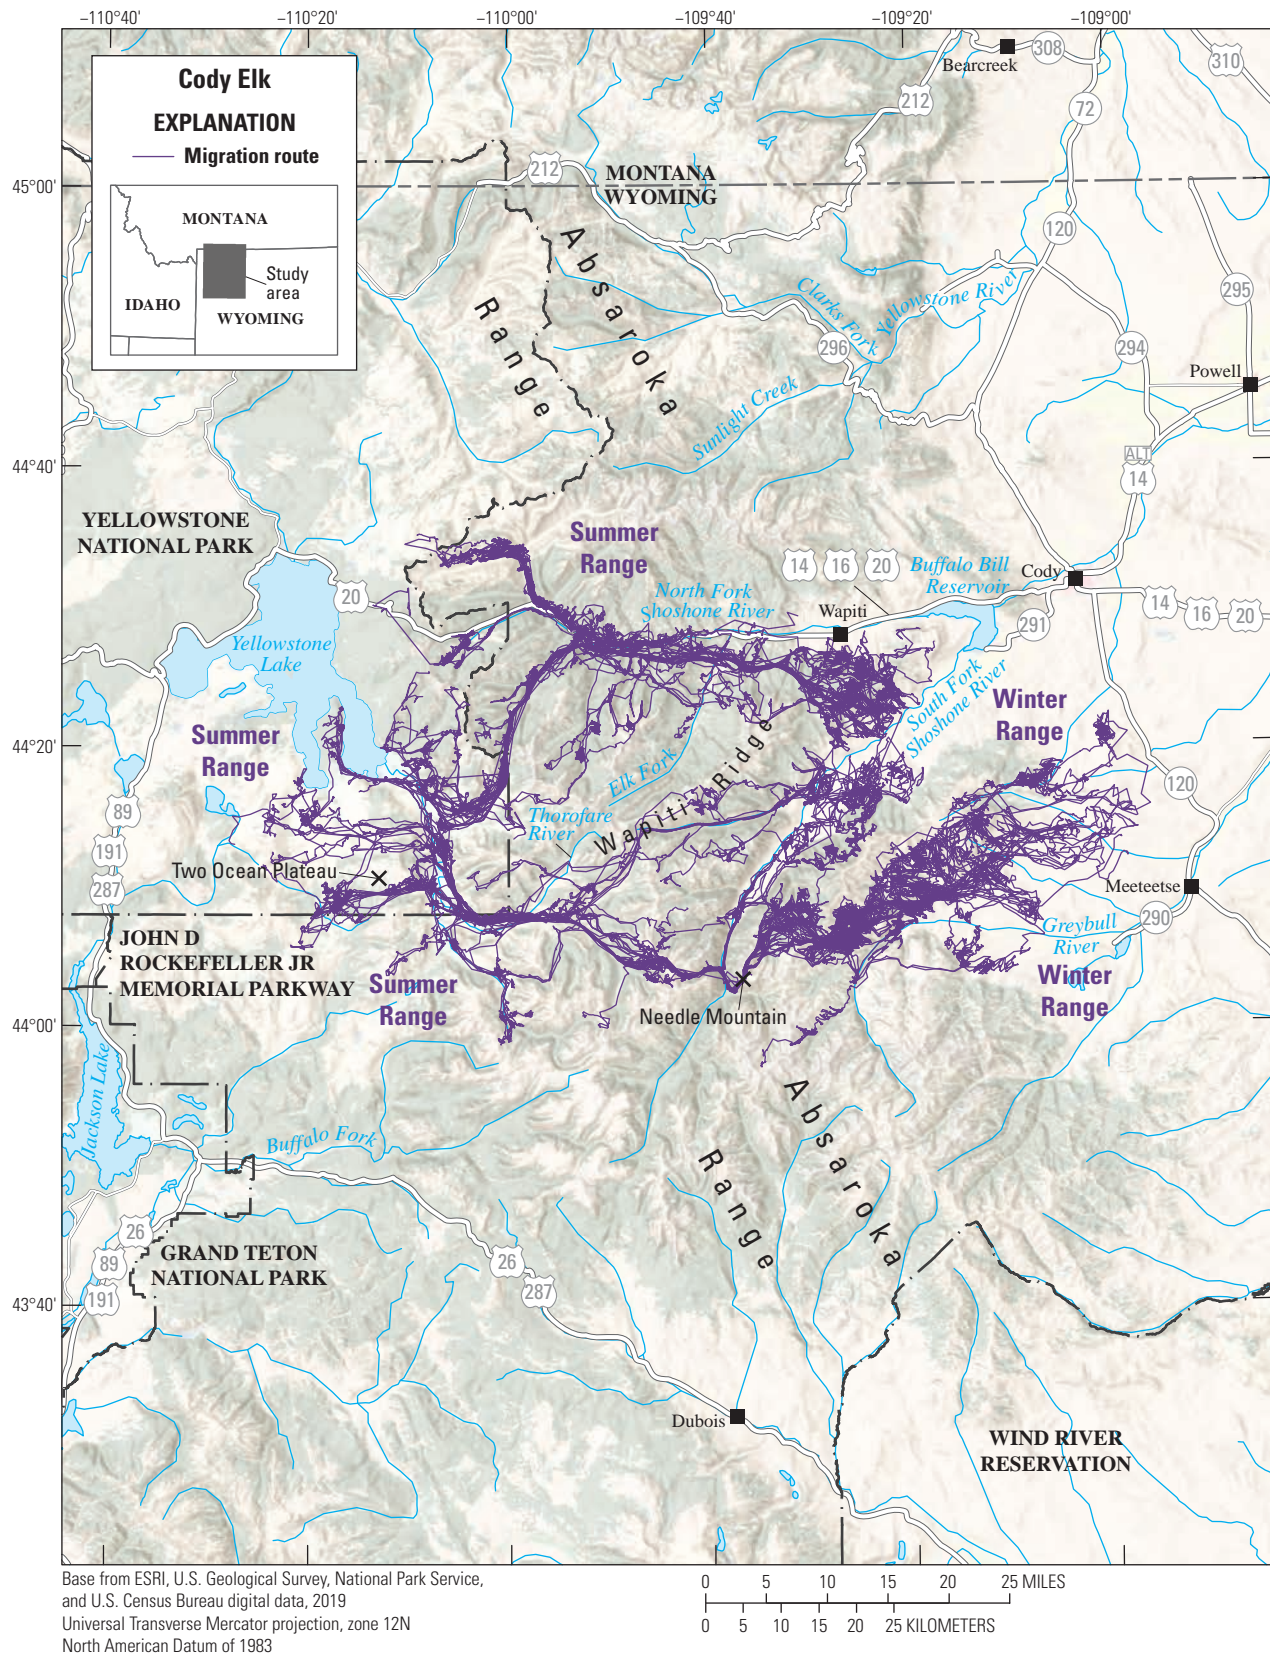 −110°40'
−110°20'
−110°00'
−109°40'
−109°20'
−109°00'
Cody Elk
EXPLANATION
Migration route
MONTANA
IDAHO
WYOMING
Study
area
Bearcreek
308
310
212
72
212
MONTANA
WYOMING
45°00'
120
Absaroka
Range
Clarks Fork
Yellowstone River
295
296
294
Powell
Sunlight Creek
44°40'
ALT
14
YELLOWSTONE
NATIONAL PARK
Summer
Range
14
16
20
Buffalo Bill
Reservoir
Cody
20
North Fork
Shoshone River
Wapiti
14
16
20
291
Yellowstone
Lake
South Fork
Shoshone River
Winter
Range
44°20'
Summer
Range
Elk Fork
Wapiti Ridge
120
89
Thorofare
River
191
Two Ocean Plateau
287
Meeteetse
290
Greybull
River
JOHN D
ROCKEFELLER JR
MEMORIAL PARKWAY
Summer
Range
Winter
Range
Needle Mountain
44°00'
Jackson Lake
Absaroka
Range
Buffalo Fork
26
89
191
GRAND TETON
NATIONAL PARK
26
287
43°40'
Dubois
WIND RIVER
RESERVATION
Base from ESRI, U.S. Geological Survey, National Park Service,
and U.S. Census Bureau digital data, 2019
Universal Transverse Mercator projection, zone 12N
North American Datum of 1983
0 5 10 15 20 25 MILES
0 5 10 15 20 25 KILOMETERS